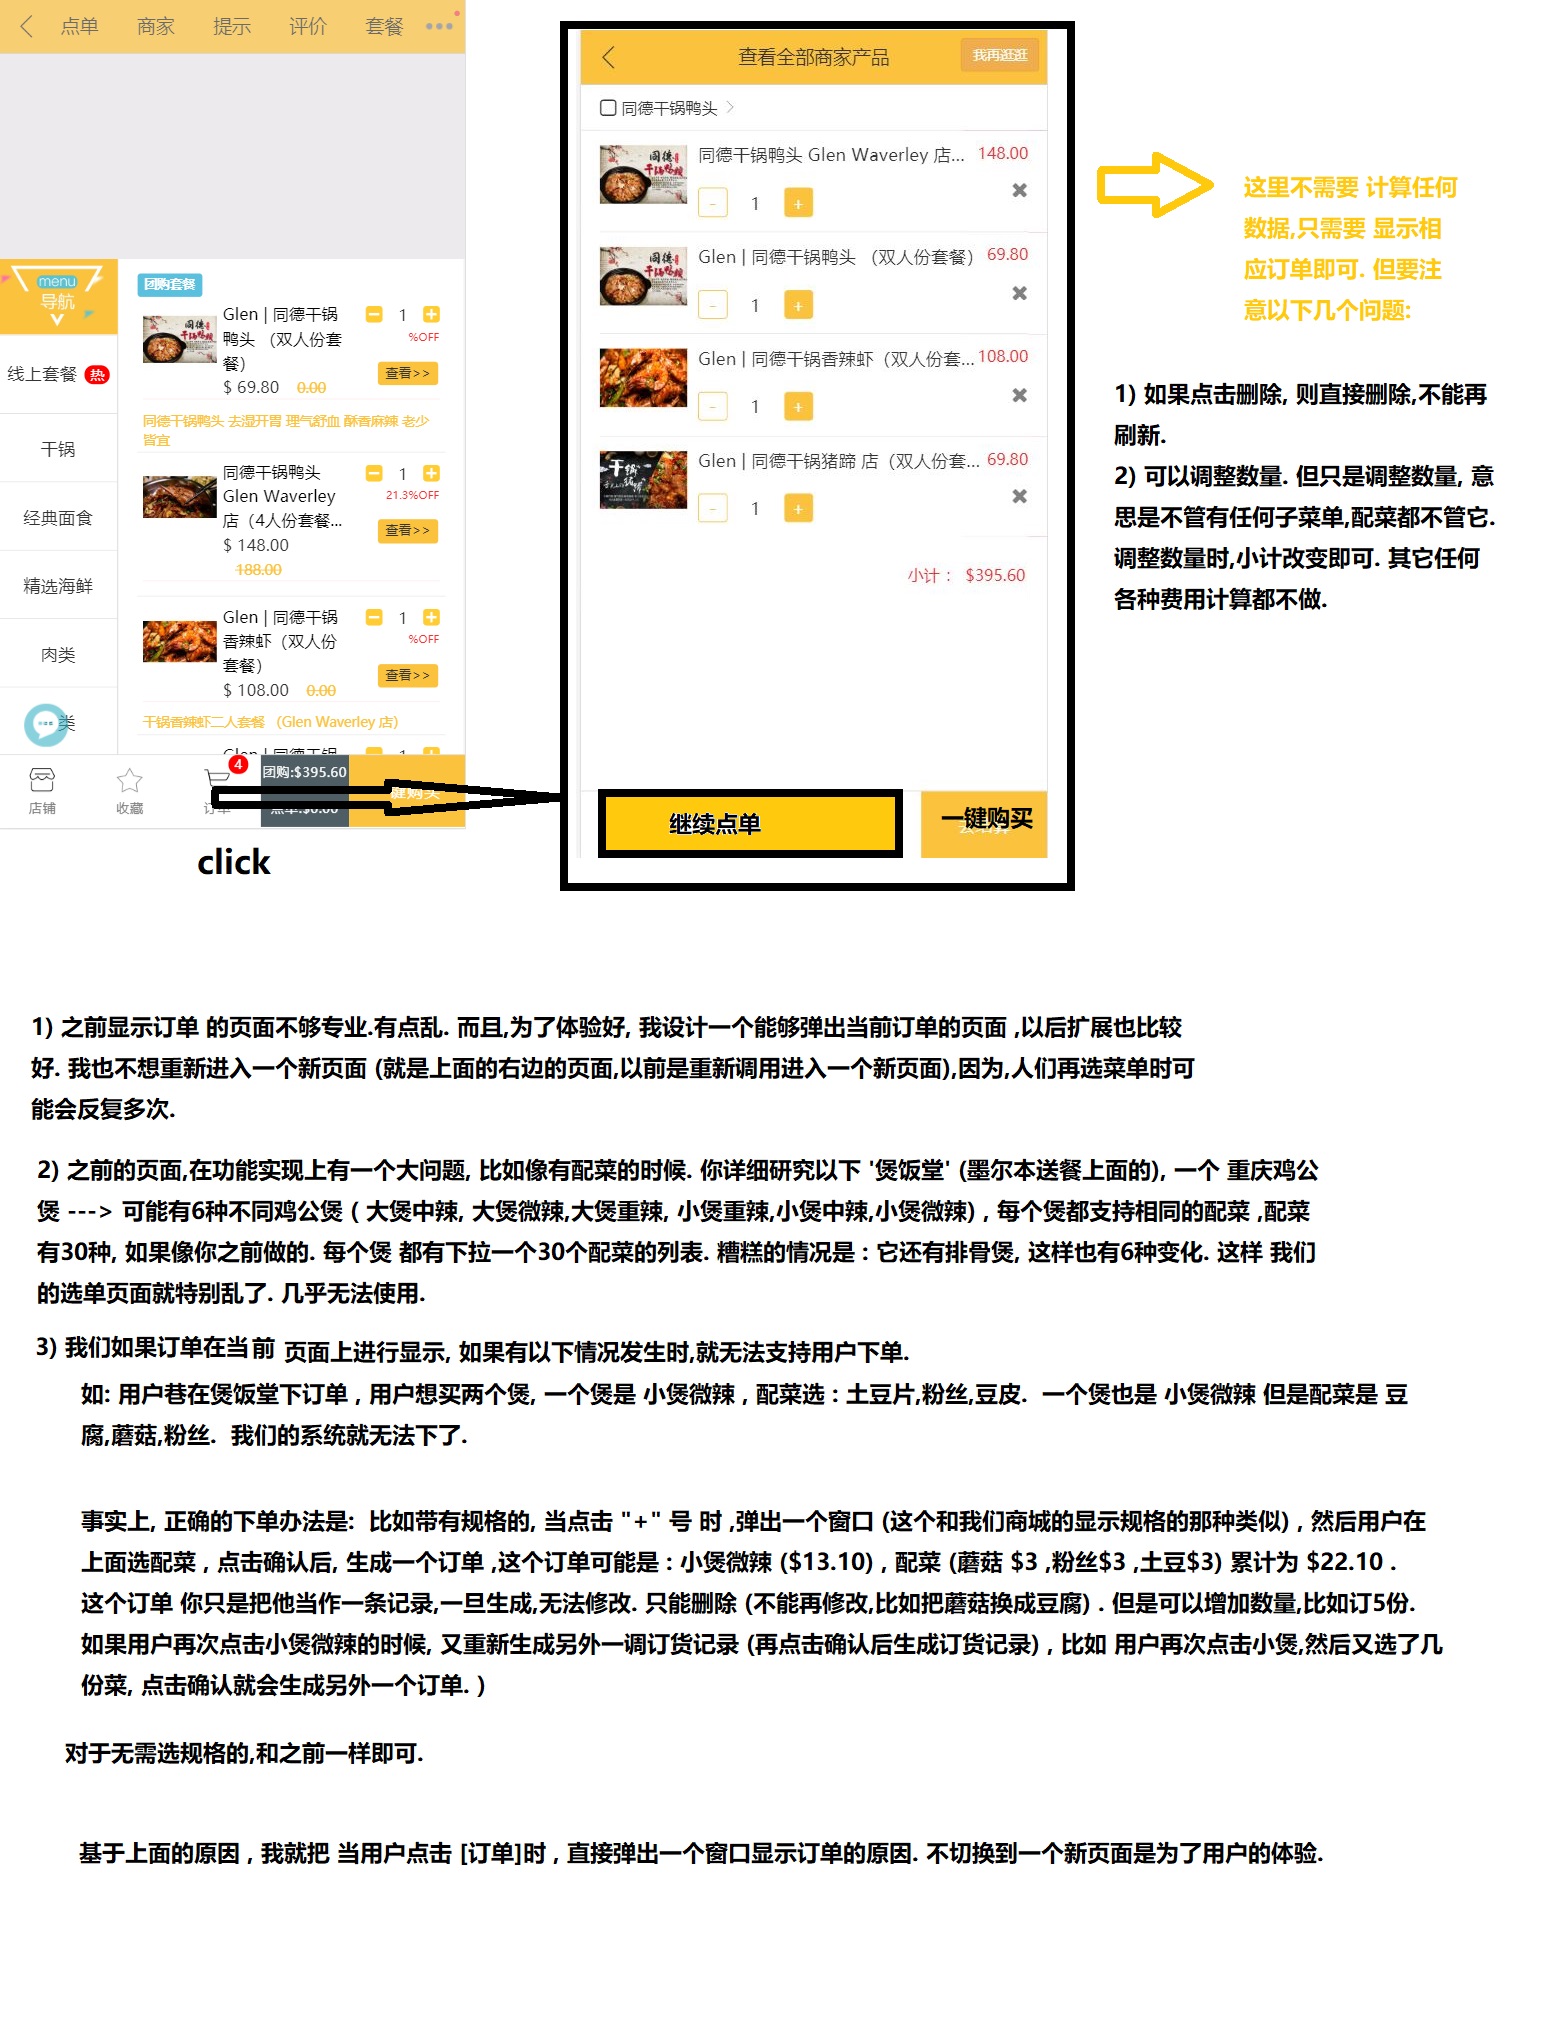 点单 商家 提示 评价 套餐
menu
导航
线上套餐 热
干锅
经典面食
精选海鲜
肉类
类
团购套餐
Glen | 同德干锅
鸭头 （双人份套
餐）
$ 69.80 0.00
- 1 +
%OFF
查看>>
同德干锅鸭头 去湿开胃 理气舒血 酥香麻辣 老少
皆宜
同德干锅鸭头
Glen Waverley
店（4人份套餐...
$ 148.00
188.00
- 1 +
21.3%OFF
查看>>
Glen | 同德干锅
香辣虾（双人份
套餐）
$ 108.00 0.00
- 1 +
%OFF
查看>>
干锅香辣虾二人套餐 （Glen Waverley 店）
Glen | 同德干锅
店铺
收藏
4
订单
团购:$395.60
点单:$0.00
键购买
click
查看全部商家产品
我再逛逛
同德干锅鸭头 >
同德干锅鸭头 Glen Waverley 店... 148.00
- 1 +
Glen | 同德干锅鸭头 （双人份套餐） 69.80
- 1 +
Glen | 同德干锅香辣虾（双人份套... 108.00
- 1 +
Glen | 同德干锅猪蹄 店（双人份套... 69.80
- 1 +
小计： $395.60
继续点单
一键购买
这里不需要 计算任何
数据,只需要 显示相
应订单即可. 但要注
意以下几个问题:
1) 如果点击删除, 则直接删除,不能再
刷新.
2) 可以调整数量. 但只是调整数量, 意
思是不管有任何子菜单,配菜都不管它.
调整数量时,小计改变即可. 其它任何
各种费用计算都不做.
1) 之前显示订单 的页面不够专业.有点乱. 而且,为了体验好, 我设计一个能够弹出当前订单的页面 ,以后扩展也比较
好. 我也不想重新进入一个新页面 (就是上面的右边的页面,以前是重新调用进入一个新页面),因为,人们再选菜单时可
能会反复多次.
2) 之前的页面,在功能实现上有一个大问题, 比如像有配菜的时候. 你详细研究以下 '煲饭堂' (墨尔本送餐上面的), 一个 重庆鸡公
煲 ---> 可能有6种不同鸡公煲 ( 大煲中辣, 大煲微辣,大煲重辣, 小煲重辣,小煲中辣,小煲微辣) , 每个煲都支持相同的配菜 ,配菜
有30种, 如果像你之前做的. 每个煲 都有下拉一个30个配菜的列表. 糟糕的情况是 : 它还有排骨煲, 这样也有6种变化. 这样 我们
的选单页面就特别乱了. 几乎无法使用.
3) 我们如果订单在当前 页面上进行显示, 如果有以下情况发生时,就无法支持用户下单.
如: 用户巷在煲饭堂下订单 , 用户想买两个煲, 一个煲是 小煲微辣 , 配菜选 : 土豆片,粉丝,豆皮. 一个煲也是 小煲微辣 但是配菜是 豆
腐,蘑菇,粉丝. 我们的系统就无法下了.
事实上, 正确的下单办法是: 比如带有规格的, 当点击 "+" 号 时 ,弹出一个窗口 (这个和我们商城的显示规格的那种类似) , 然后用户在
上面选配菜 , 点击确认后, 生成一个订单 ,这个订单可能是 : 小煲微辣 ($13.10) , 配菜 (蘑菇 $3 ,粉丝$3 ,土豆$3) 累计为 $22.10 .
这个订单 你只是把他当作一条记录,一旦生成,无法修改. 只能删除 (不能再修改,比如把蘑菇换成豆腐) . 但是可以增加数量,比如订5份.
如果用户再次点击小煲微辣的时候, 又重新生成另外一调订货记录 (再点击确认后生成订货记录) , 比如 用户再次点击小煲,然后又选了几
份菜, 点击确认就会生成另外一个订单. )
对于无需选规格的,和之前一样即可.
基于上面的原因 , 我就把 当用户点击 [订单]时 , 直接弹出一个窗口显示订单的原因. 不切换到一个新页面是为了用户的体验.